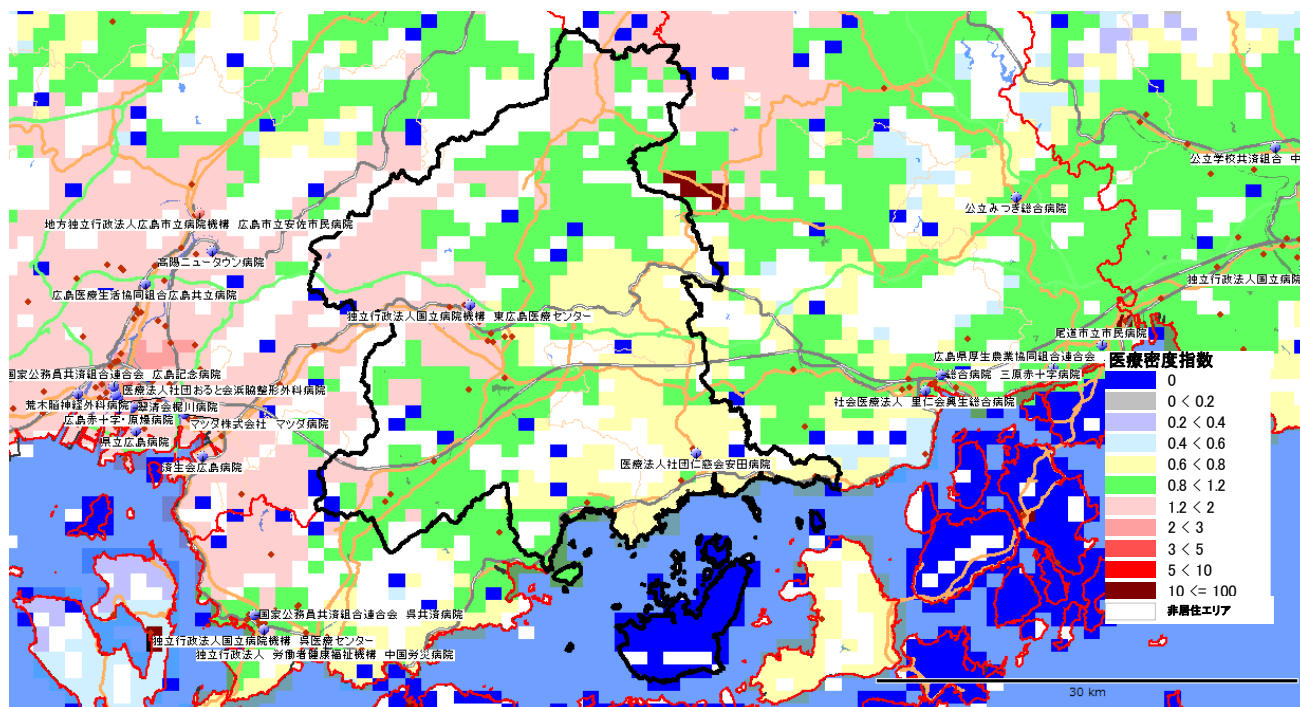 公立学校共済組合 中
公立みつぎ総合病院
地方独立行政法人広島市立病院機構 広島市立安佐市民病院
高陽ニュータウン病院
独立行政法人国立病院
広島医療生活協同組合広島共立病院
独立行政法人国立病院機構 東広島医療センター
尾道市立市民病院
広島県厚生農業協同組合連合会
国家公務員共済組合連合会 広島記念病院
総合病院 三原赤十字病院
医療法人社団おると会浜脇整形外科病院
社会医療法人 里仁会興生総合病院
荒木脳神経外科病院
翠清会梶川病院
広島赤十字・原爆病院
マツダ株式会社 マツダ病院
県立広島病院
済生会広島病院
医療法人社団仁慈会安田病院
国家公務員共済組合連合会 呉共済病院
独立行政法人国立病院機構 呉医療センター
独立行政法人 労働者健康福祉機構 中国労災病院
医療密度指数
0
0 < 0.2
0.2 < 0.4
0.4 < 0.6
0.6 < 0.8
0.8 < 1.2
1.2 < 2
2 < 3
3 < 5
5 < 10
10 <= 100
非居住エリア
30 km